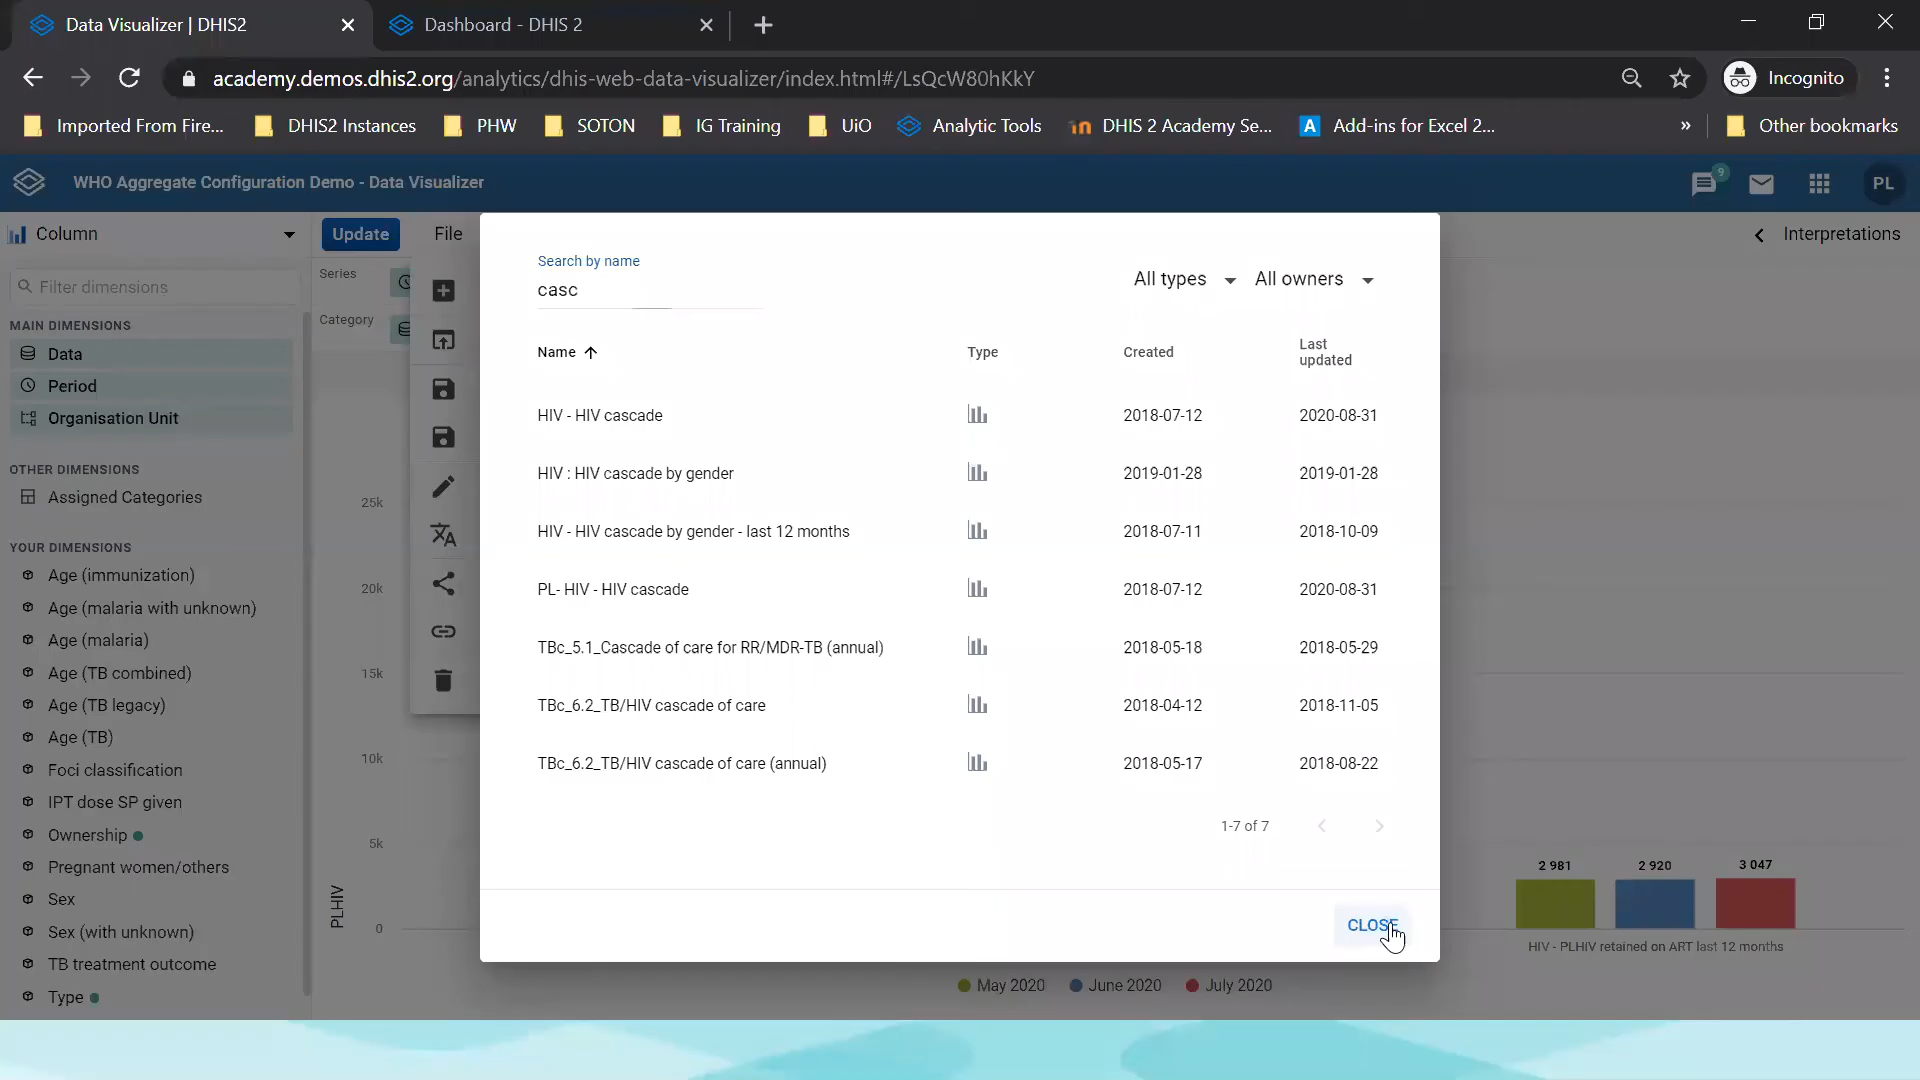 Data Visualizer | DHIS2
Dashboard - DHIS 2
academy.demos.dhis2.org/analytics/dhis-web-data-visualizer/index.html#/LsQcW80hKkY
Incognito
Imported From Fire...
DHIS2 Instances
PHW
SOTON
IG Training
UiO
Analytic Tools
DHIS 2 Academy Se...
Add-ins for Excel 2...
»
Other bookmarks
WHO Aggregate Configuration Demo - Data Visualizer
9
PL
Column
Update
File
Interpretations
Filter dimensions
Series
Category
MAIN DIMENSIONS
Data
Period
Organisation Unit
OTHER DIMENSIONS
Assigned Categories
YOUR DIMENSIONS
Age (immunization)
Age (malaria with unknown)
Age (malaria)
Age (TB combined)
Age (TB legacy)
Age (TB)
Foci classification
IPT dose SP given
Ownership
Pregnant women/others
Sex
Sex (with unknown)
TB treatment outcome
Type
25k
20k
15k
10k
5k
0
PLHIV
Search by name
casc
All types
All owners
Name Type Created Last updated
HIV - HIV cascade 2018-07-12 2020-08-31
HIV : HIV cascade by gender 2019-01-28 2019-01-28
HIV - HIV cascade by gender - last 12 months 2018-07-11 2018-10-09
PL- HIV - HIV cascade 2018-07-12 2020-08-31
TBc_5.1_Cascade of care for RR/MDR-TB (annual) 2018-05-18 2018-05-29
TBc_6.2_TB/HIV cascade of care 2018-04-12 2018-11-05
TBc_6.2_TB/HIV cascade of care (annual) 2018-05-17 2018-08-22
1-7 of 7
CLOSE
2 981 2 920 3 047
HIV - PLHIV retained on ART last 12 months
May 2020 June 2020 July 2020